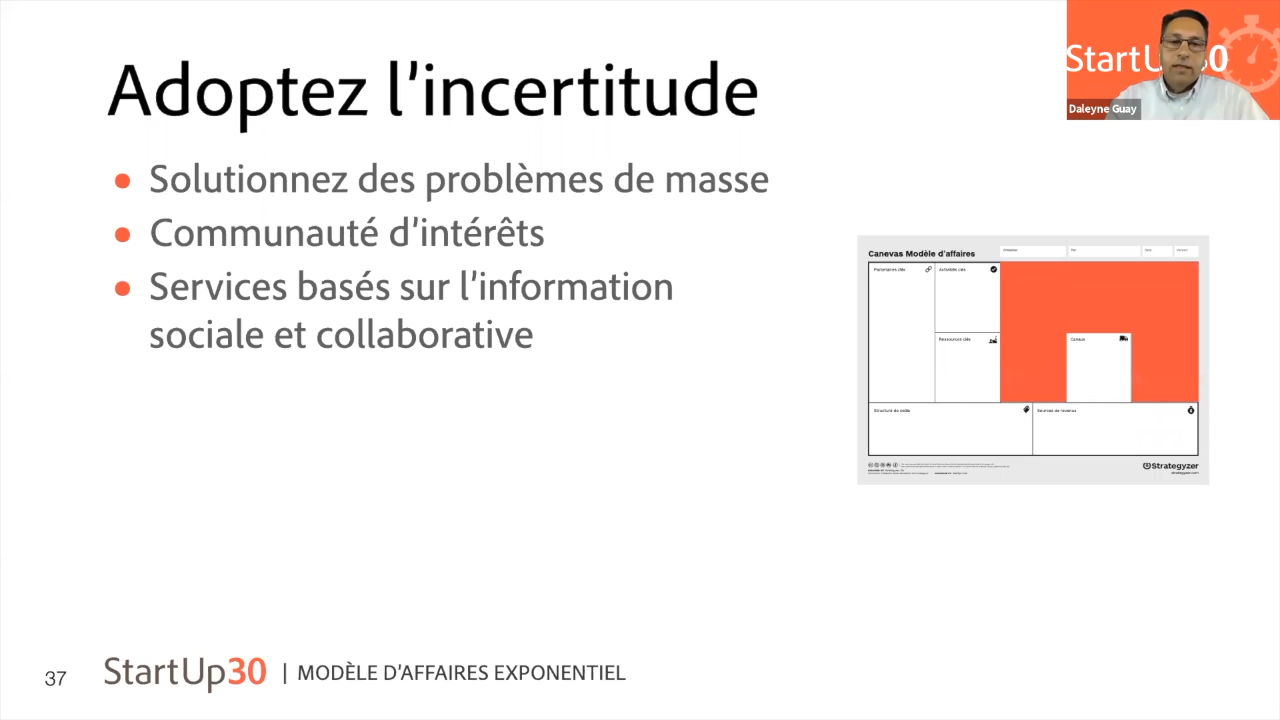 StartUp30
Daleyne Guay
Adoptez l'incertitude
• Solutionnez des problèmes de masse
• Communauté d'intérêts
• Services basés sur l'information
sociale et collaborative
Canevas Modèle d'affaires
Partenaires clés
Activités clés
Ressources clés
Canaux
Structure de coûts
Sources de revenus
Strategyzer
strategyzer.com
37
StartUp30 | MODÈLE D'AFFAIRES EXPONENTIEL